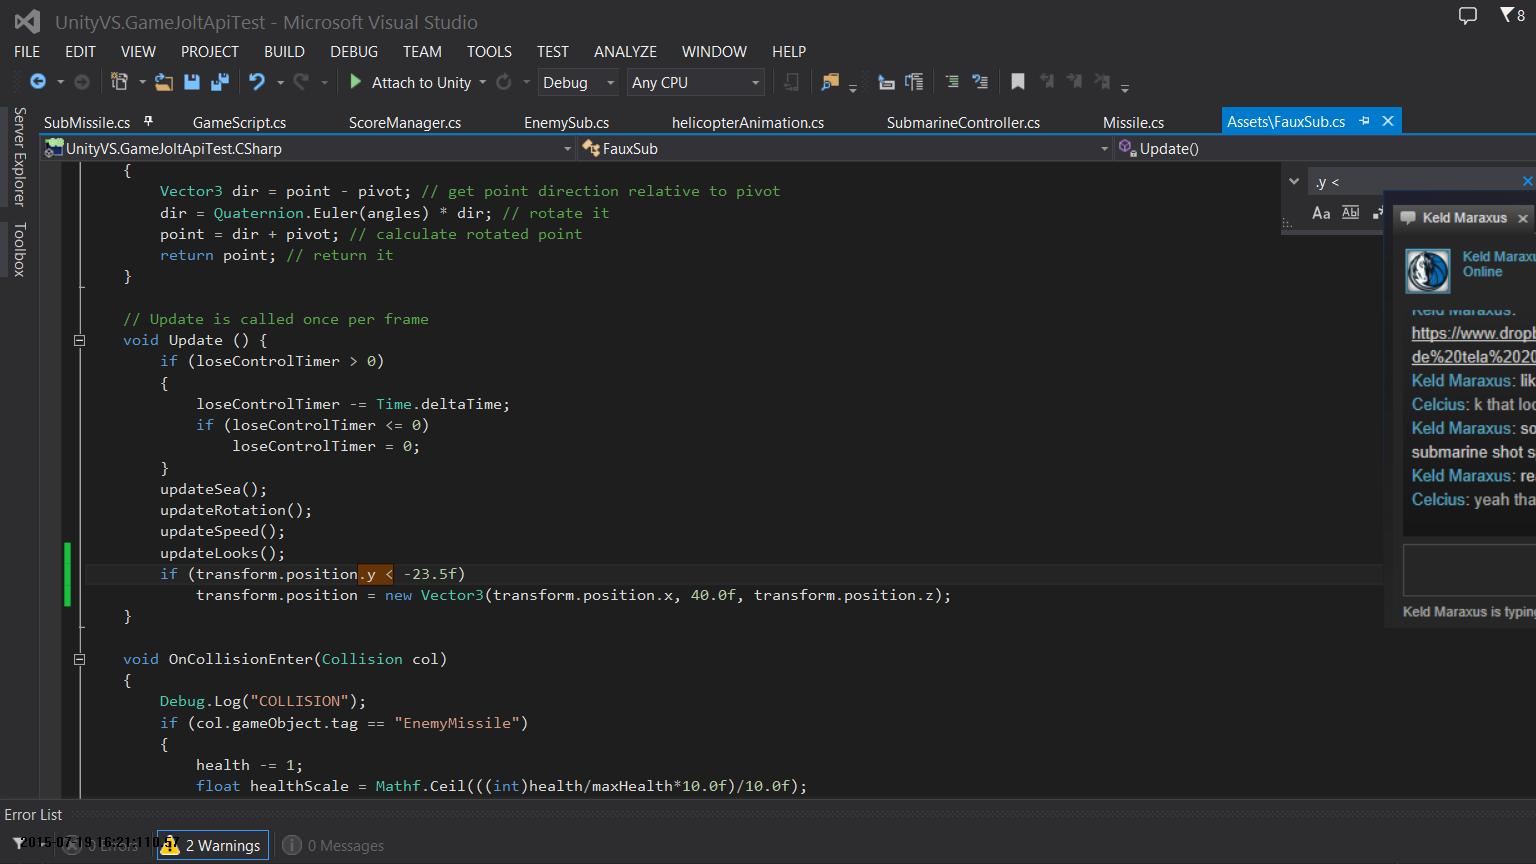 UnityVS.GameJoltApiTest - Microsoft Visual Studio
8
FILE EDIT VIEW PROJECT BUILD DEBUG TEAM TOOLS TEST ANALYZE WINDOW HELP
Attach to Unity Debug Any CPU
Server Explorer
Toolbox
SubMissile.cs GameScript.cs ScoreManager.cs EnemySub.cs helicopterAnimation.cs SubmarineController.cs Missile.cs Assets\FauxSub.cs
UnityVS.GameJoltApiTest.CSharp FauxSub Update()
{
Vector3 dir = point - pivot; // get point direction relative to pivot
dir = Quaternion.Euler(angles) * dir; // rotate it
point = dir + pivot; // calculate rotated point
return point; // return it
}
// Update is called once per frame
void Update () {
if (loseControlTimer > 0)
{
loseControlTimer -= Time.deltaTime;
if (loseControlTimer <= 0)
loseControlTimer = 0;
}
updateSea();
updateRotation();
updateSpeed();
updateLooks();
if (transform.position.y < -23.5f)
transform.position = new Vector3(transform.position.x, 40.0f, transform.position.z);
}
void OnCollisionEnter(Collision col)
{
Debug.Log("COLLISION");
if (col.gameObject.tag == "EnemyMissile")
{
health -= 1;
float healthScale = Mathf.Ceil(((int)health/maxHealth*10.0f)/10.0f);
.y <
Aa Abl .*
Keld Maraxus
Keld Maraxu
Online
Keld Maraxus:
https://www.dropb
de%20tela%2020
Keld Maraxus: lik
Celcius: k that loo
Keld Maraxus: so
submarine shot s
Keld Maraxus: rea
Celcius: yeah tha
Keld Maraxus is typing
Error List
0 Errors 2 Warnings 0 Messages